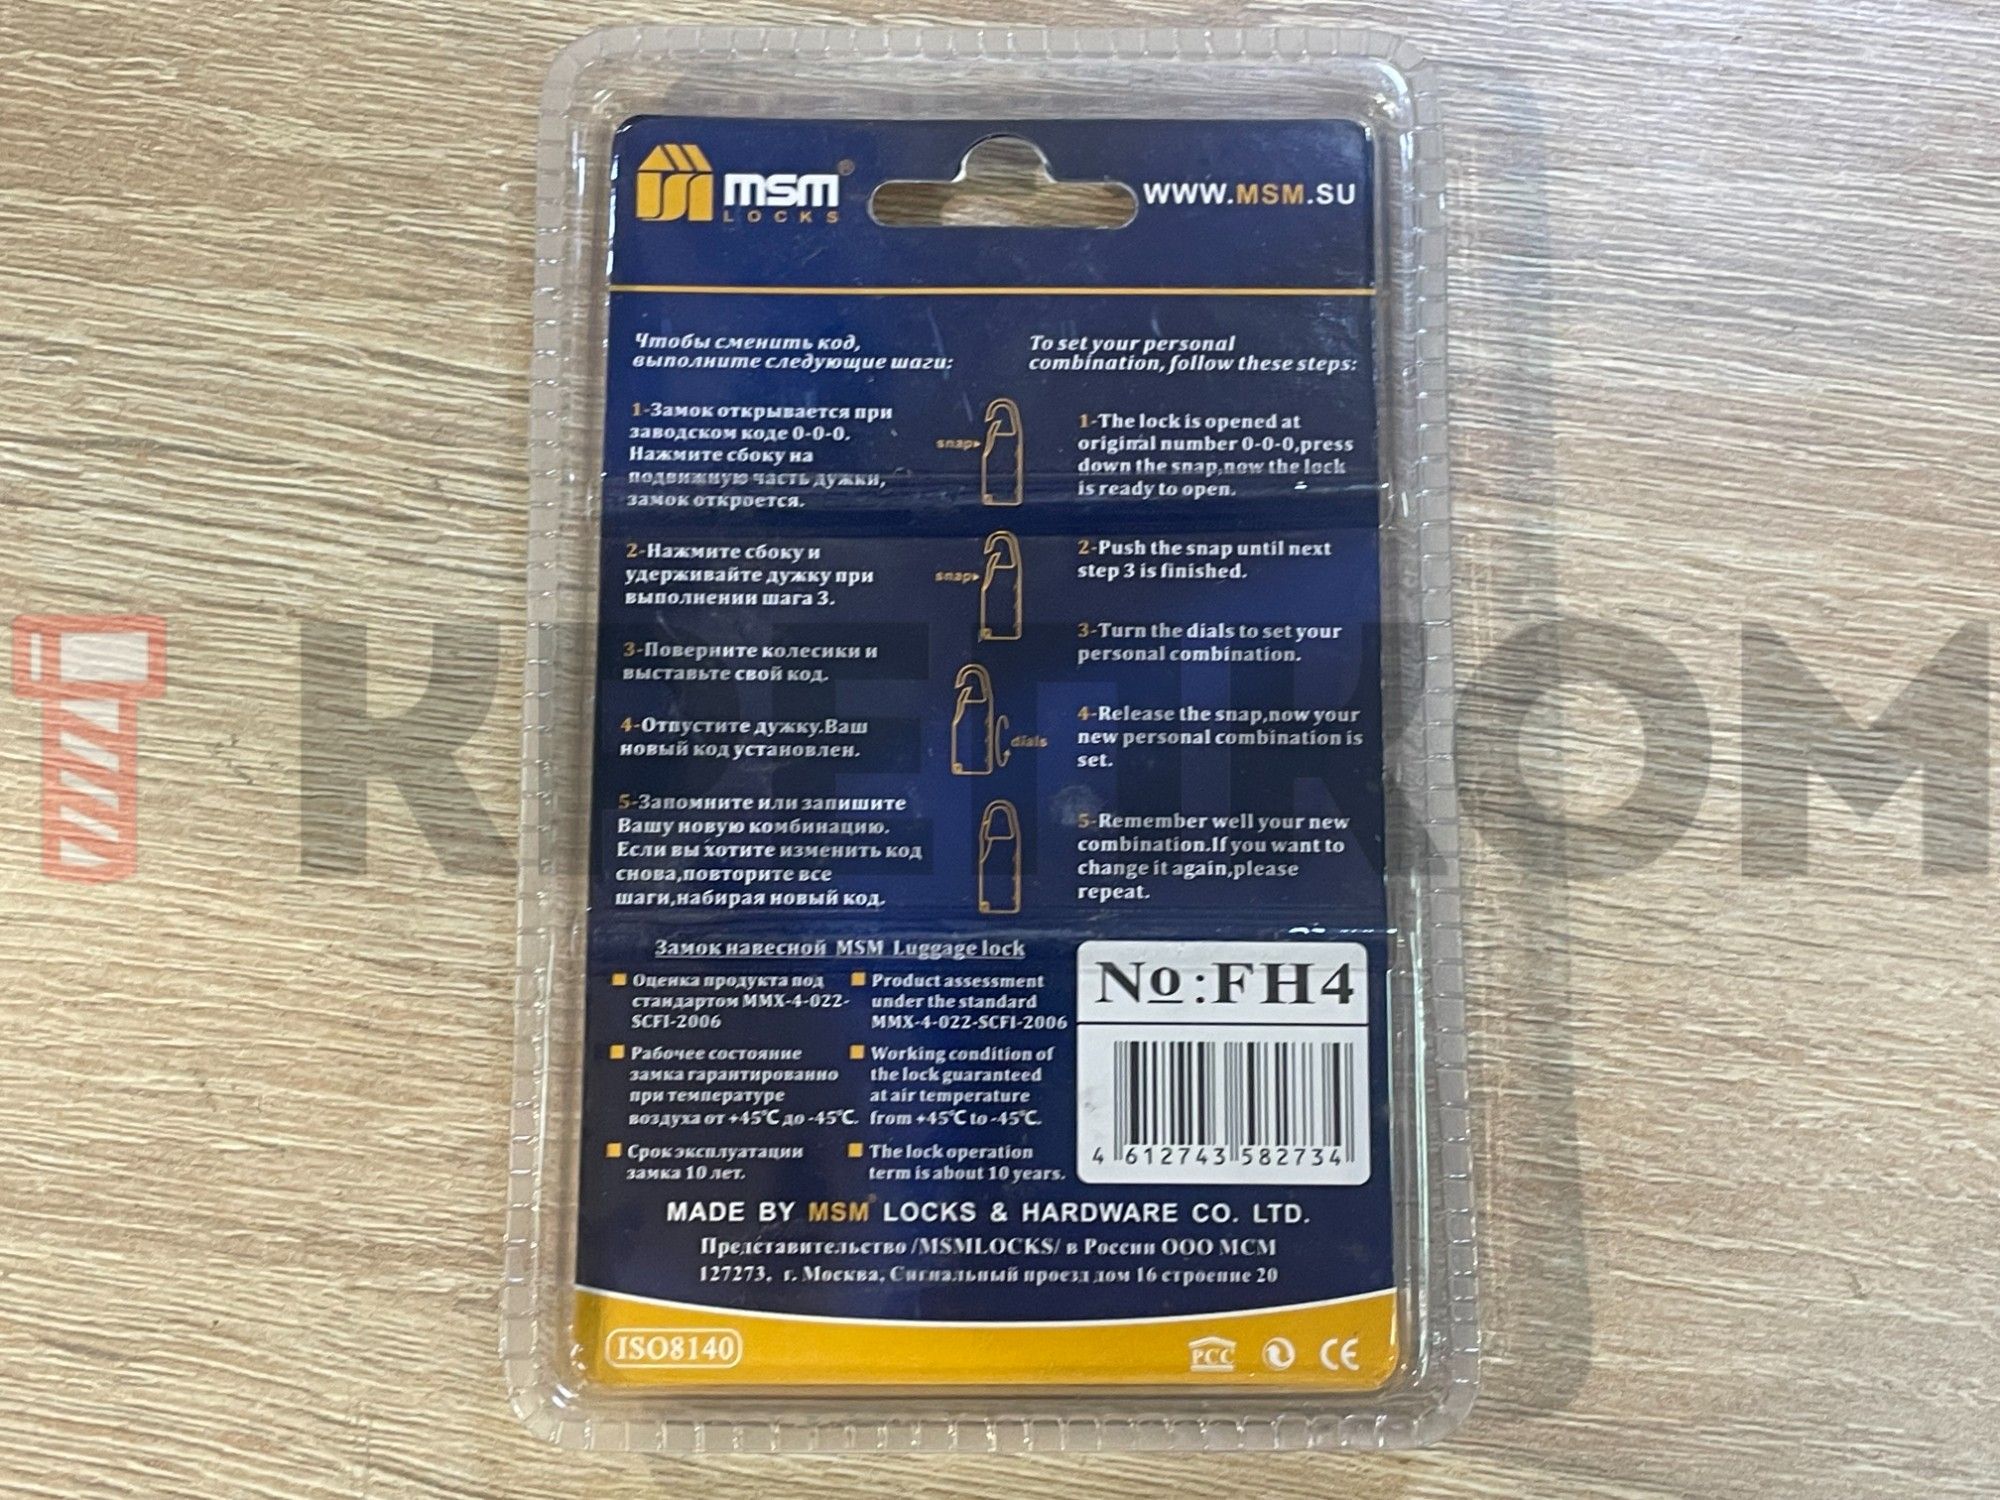 msm®
LOCKS
WWW.MSM.SU
Чтобы сменить код,
выполните следующие шаги:
1-Замок открывается при
заводском коде 0-0-0.
Нажмите сбоку на
подвижную часть дужки,
замок откроется.
snap
2-Нажмите сбоку и
удерживайте дужку при
выполнении шага 3.
snap
3-Поверните колесики и
выставьте свой код.
4-Отпустите дужку.Ваш
новый код установлен.
dials
5-Запомните или запишите
Вашу новую комбинацию.
Если вы хотите изменить код
снова,повторите все
шаги,набирая новый код.
To set your personal
combination, follow these steps:
1-The lock is opened at
original number 0-0-0,press
down the snap,now the lock
is ready to open.
2-Push the snap until next
step 3 is finished.
3-Turn the dials to set your
personal combination.
4-Release the snap,now your
new personal combination is
set.
5-Remember well your new
combination.If you want to
change it again,please
repeat.
Замок навесной MSM Luggage lock
Оценка продукта под
стандартом MMX-4-022-
SCFI-2006
Рабочее состояние
замка гарантированно
при температуре
воздуха от +45℃ до -45℃.
Срок эксплуатации
замка 10 лет.
Product assessment
under the standard
MMX-4-022-SCFI-2006
Working condition of
the lock guaranteed
at air temperature
from +45℃ to -45℃.
The lock operation
term is about 10 years.
No:FH4
4 612743 582734
MADE BY MSM® LOCKS & HARDWARE CO. LTD.
Представительство /MSMLOCKS/ в России ООО МСМ
127273, г. Москва, Сигнальный проезд дом 16 строение 20
ISO8140
РСС
CE
КРЕПКОМ